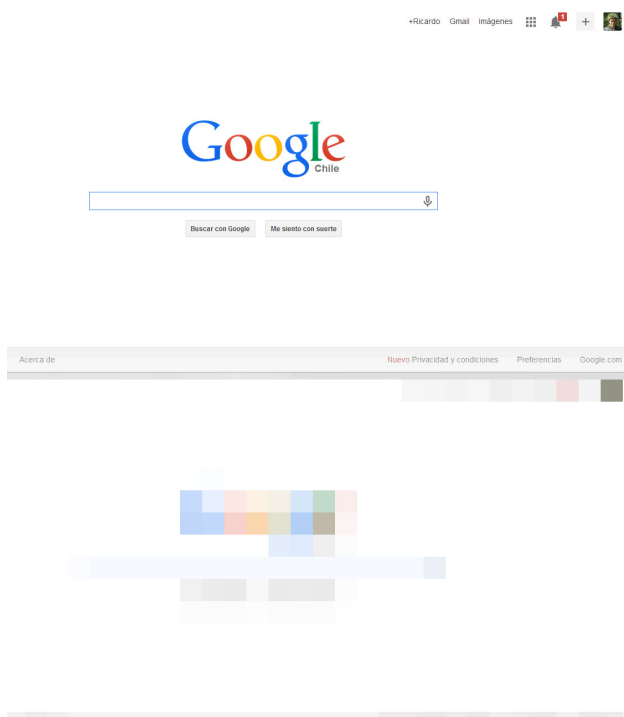 +Ricardo Gmail Imágenes 1 +
Google
Chile
Buscar con Google Me siento con suerte
Acerca de Nuevo Privacidad y condiciones Preferencias Google.com